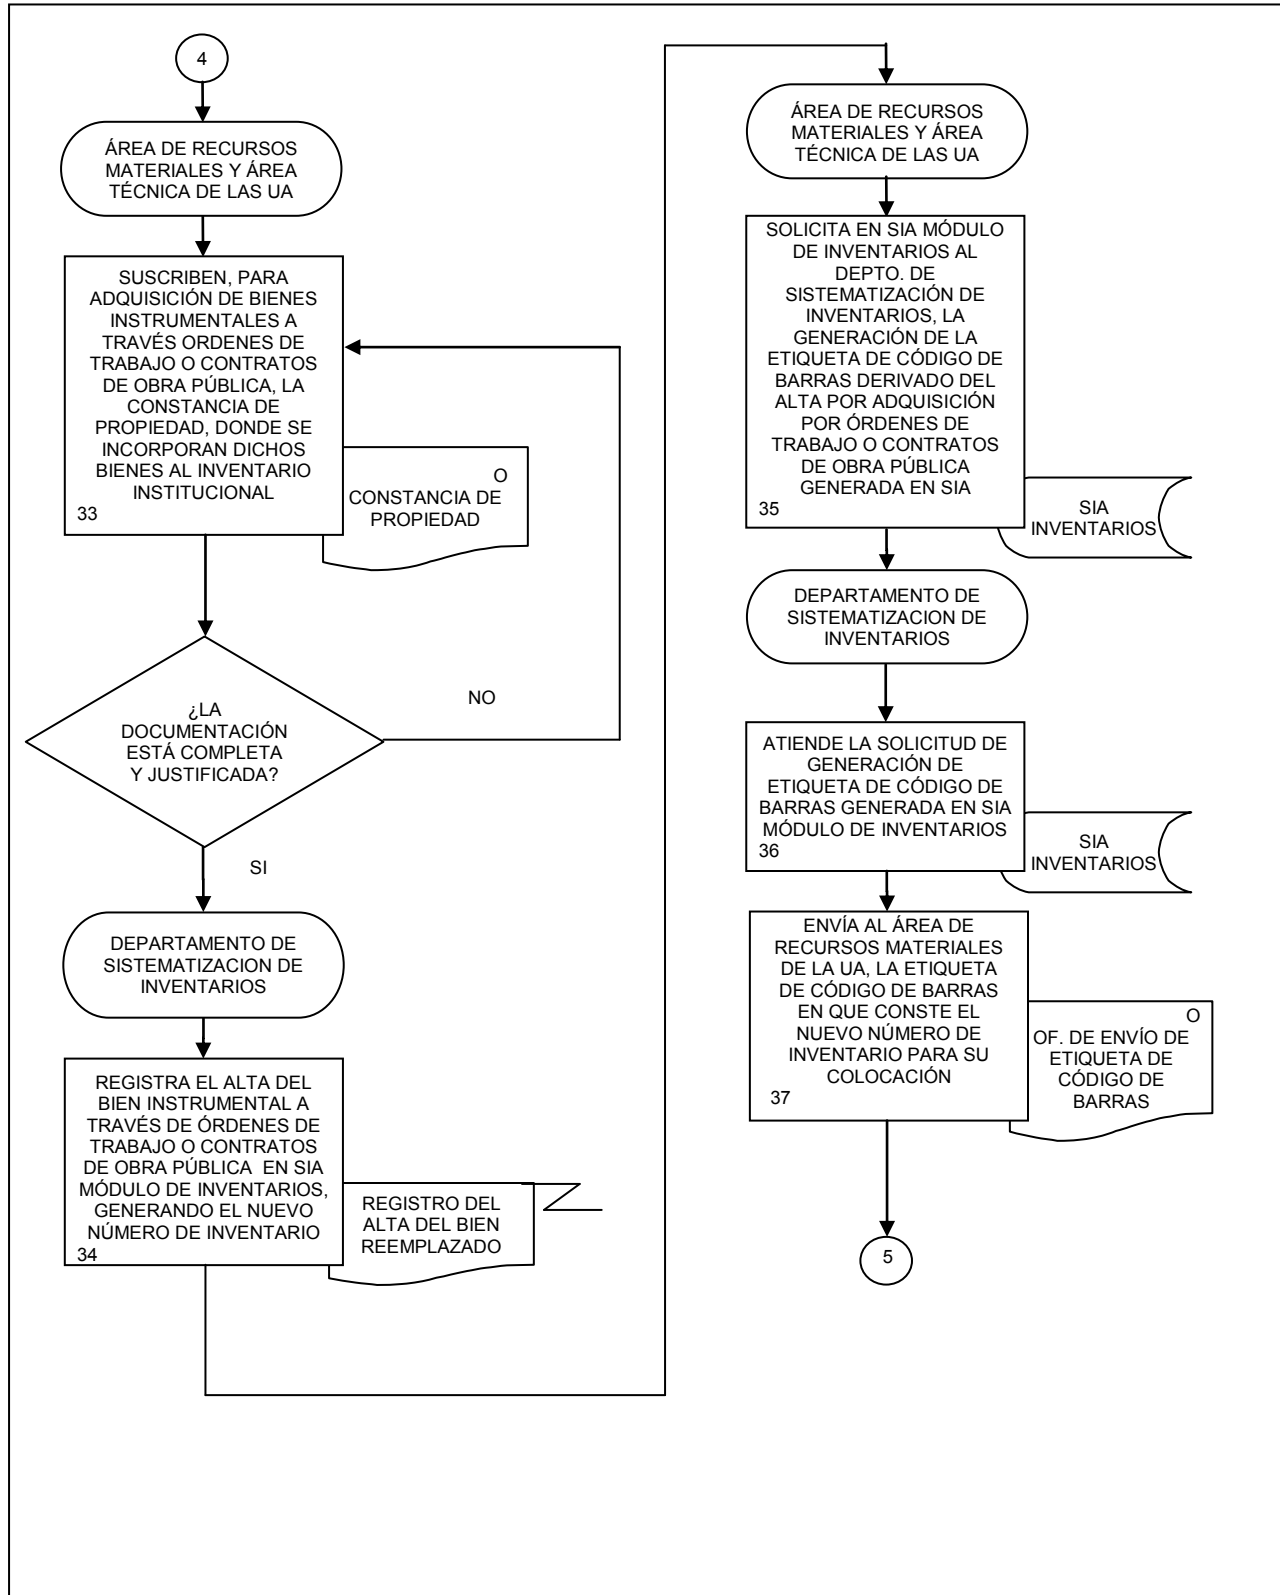 4
ÁREA DE RECURSOS
MATERIALES Y ÁREA
TÉCNICA DE LAS UA
SUSCRIBEN, PARA
ADQUISICIÓN DE BIENES
INSTRUMENTALES A
TRAVÉS ORDENES DE
TRABAJO O CONTRATOS
DE OBRA PÚBLICA, LA
CONSTANCIA DE
PROPIEDAD, DONDE SE
INCORPORAN DICHOS
BIENES AL INVENTARIO
INSTITUCIONAL
33
O
CONSTANCIA DE
PROPIEDAD
¿LA
DOCUMENTACIÓN
ESTÁ COMPLETA
Y JUSTIFICADA?
NO
SI
DEPARTAMENTO DE
SISTEMATIZACION DE
INVENTARIOS
REGISTRA EL ALTA DEL
BIEN INSTRUMENTAL A
TRAVÉS DE ÓRDENES DE
TRABAJO O CONTRATOS
DE OBRA PÚBLICA  EN SIA
MÓDULO DE INVENTARIOS,
GENERANDO EL NUEVO
NÚMERO DE INVENTARIO
34
REGISTRO DEL
ALTA DEL BIEN
REEMPLAZADO
ÁREA DE RECURSOS
MATERIALES Y ÁREA
TÉCNICA DE LAS UA
SOLICITA EN SIA MÓDULO
DE INVENTARIOS AL
DEPTO. DE
SISTEMATIZACIÓN DE
INVENTARIOS, LA
GENERACIÓN DE LA
ETIQUETA DE CÓDIGO DE
BARRAS DERIVADO DEL
ALTA POR ADQUISICIÓN
POR ÓRDENES DE
TRABAJO O CONTRATOS
DE OBRA PÚBLICA
GENERADA EN SIA
35
SIA
INVENTARIOS
DEPARTAMENTO DE
SISTEMATIZACION DE
INVENTARIOS
ATIENDE LA SOLICITUD DE
GENERACIÓN DE
ETIQUETA DE CÓDIGO DE
BARRAS GENERADA EN SIA
MÓDULO DE INVENTARIOS
36
SIA
INVENTARIOS
ENVÍA AL ÁREA DE
RECURSOS MATERIALES
DE LA UA, LA ETIQUETA
DE CÓDIGO DE BARRAS
EN QUE CONSTE EL
NUEVO NÚMERO DE
INVENTARIO PARA SU
COLOCACIÓN
37
O
OF. DE ENVÍO DE
ETIQUETA DE
CÓDIGO DE
BARRAS
5